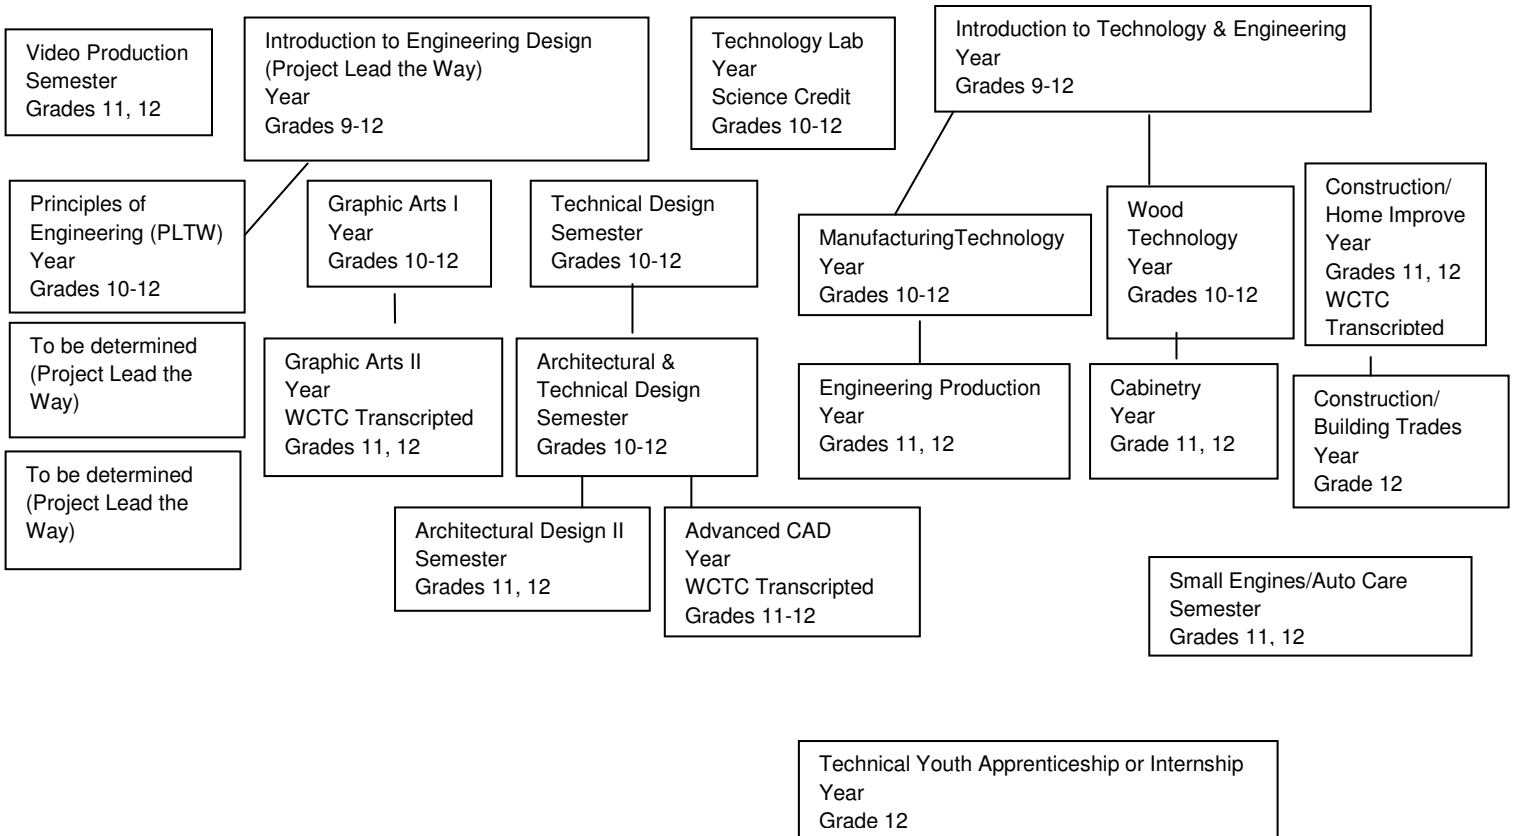 Video Production
Semester
Grades 11, 12
Introduction to Engineering Design
(Project Lead the Way)
Year
Grades 9-12
Technology Lab
Year
Science Credit
Grades 10-12
Introduction to Technology & Engineering
Year
Grades 9-12
Principles of
Engineering (PLTW)
Year
Grades 10-12
Graphic Arts I
Year
Grades 10-12
Technical Design
Semester
Grades 10-12
ManufacturingTechnology
Year
Grades 10-12
Wood
Technology
Year
Grades 10-12
Construction/
Home Improve
Year
Grades 11, 12
WCTC
Transcripted
To be determined
(Project Lead the
Way)
Graphic Arts II
Year
WCTC Transcripted
Grades 11, 12
Architectural &
Technical Design
Semester
Grades 10-12
Engineering Production
Year
Grades 11, 12
Cabinetry
Year
Grade 11, 12
Construction/
Building Trades
Year
Grade 12
To be determined
(Project Lead the
Way)
Architectural Design II
Semester
Grades 11, 12
Advanced CAD
Year
WCTC Transcripted
Grades 11-12
Small Engines/Auto Care
Semester
Grades 11, 12
Technical Youth Apprenticeship or Internship
Year
Grade 12